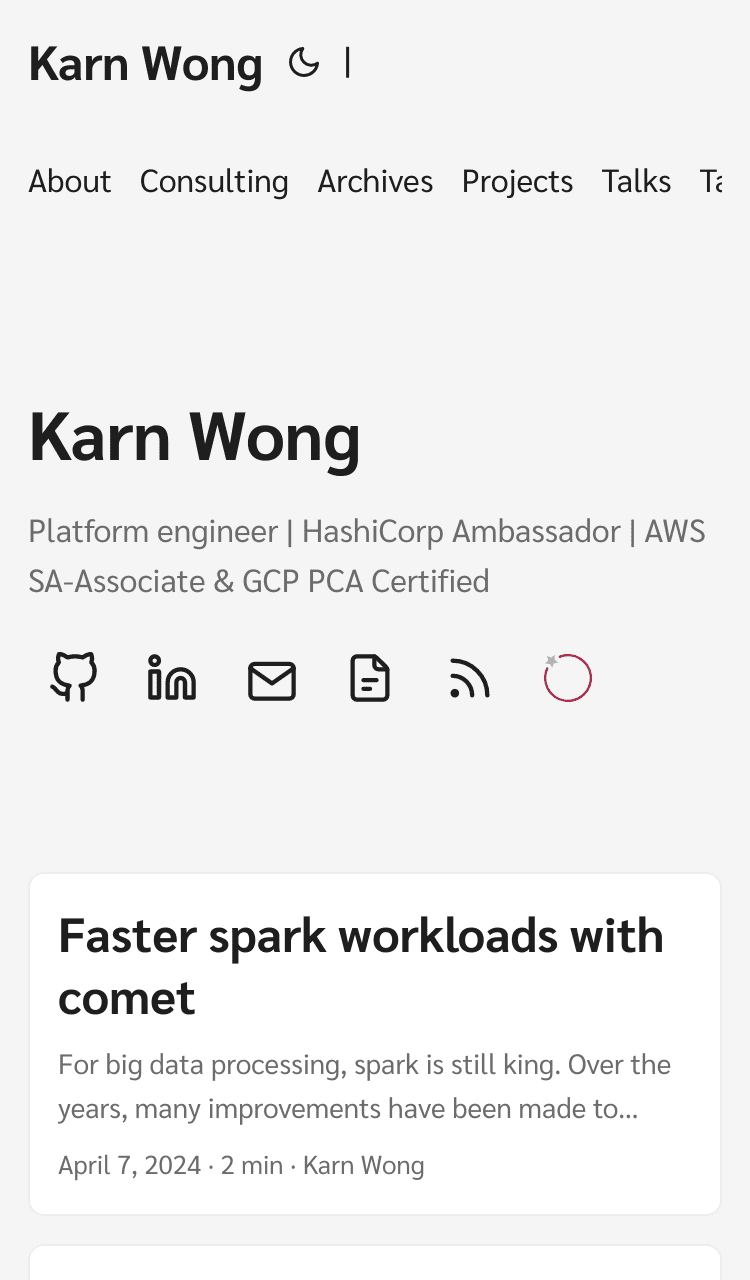 Karn Wong |
About Consulting Archives Projects Talks
Karn Wong
Platform engineer | HashiCorp Ambassador | AWS
SA-Associate & GCP PCA Certified
Faster spark workloads with
comet
For big data processing, spark is still king. Over the
years, many improvements have been made to...
April 7, 2024 · 2 min · Karn Wong